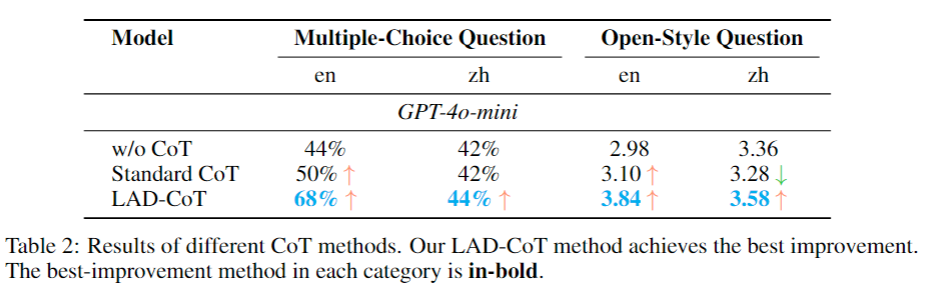 Model Multiple-Choice Question Open-Style Question
en zh en zh
GPT-4o-mini
w/o CoT 44% 42% 2.98 3.36
Standard CoT 50% ↑ 42% 3.10 ↑ 3.28 ↓
LAD-CoT 68% ↑ 44% ↑ 3.84 ↑ 3.58 ↑
Table 2: Results of different CoT methods. Our LAD-CoT method achieves the best improvement.
The best-improvement method in each category is in-bold.